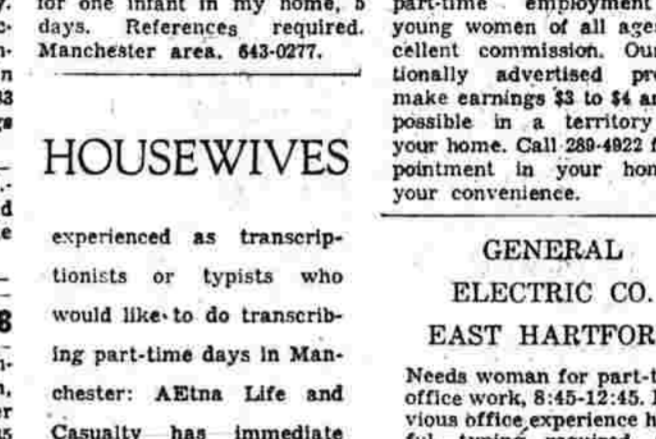 for one infant in my home, 5
days. References required.
Manchester area. 643-0277.
HOUSEWIVES
experienced as transcrip-
tionists or typists who
would like to do transcrib-
ing part-time days in Man-
chester: AEtna Life and
Casualty has immediate
part-time employment
young women of all ages
cellent commission. Our
tionally advertised pr
make earnings $3 to $4 an
possible in a territory
your home. Call 289-4922 f
pointment in your hom
your convenience.
GENERAL
ELECTRIC CO.
EAST HARTFOR
Needs woman for part-t
office work, 8:45-12:45.
vious office experience h
ful, typing required